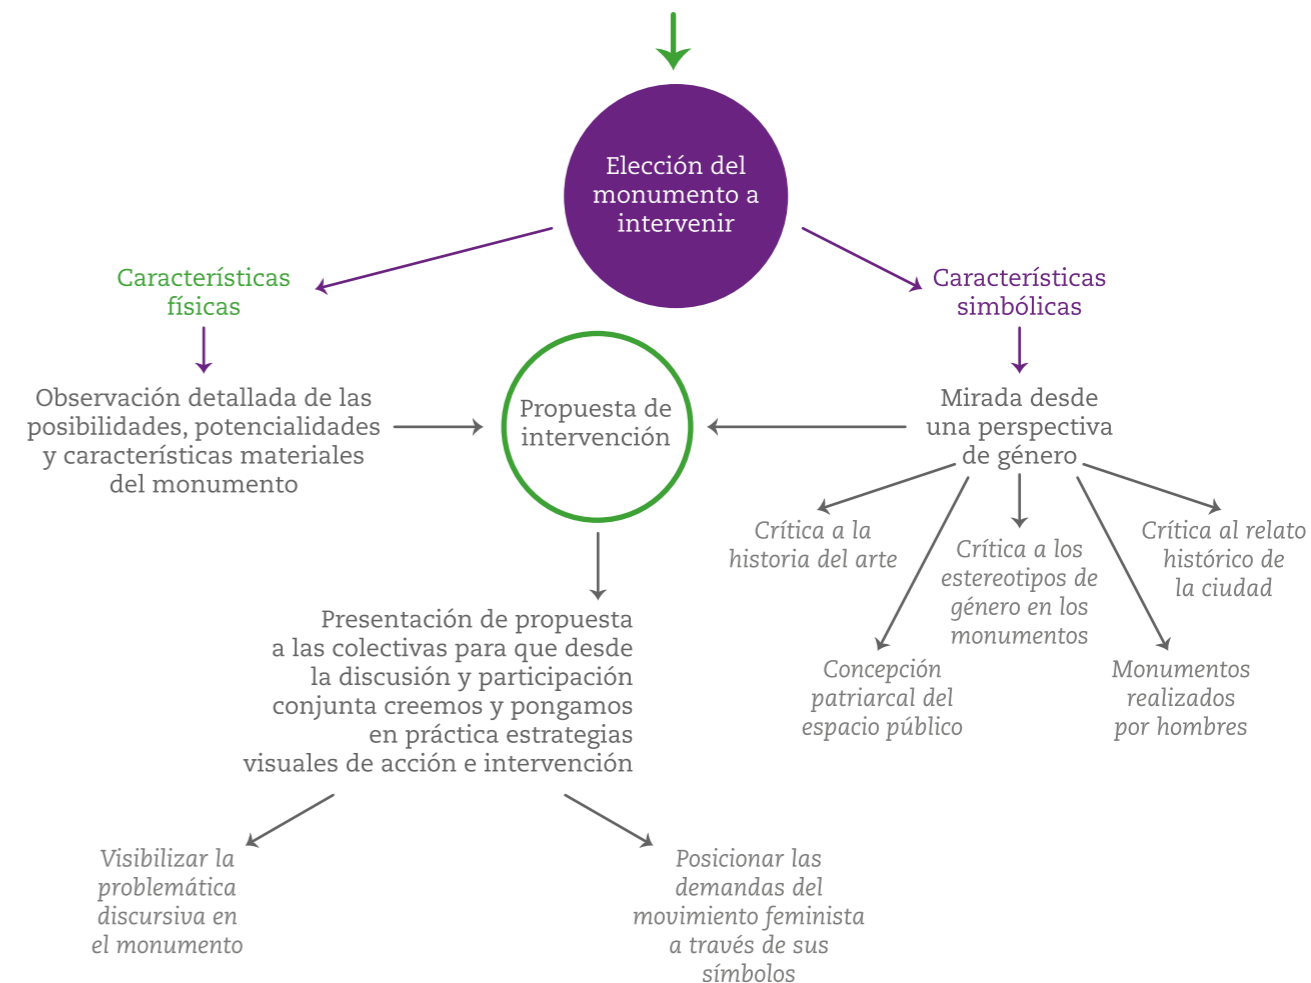 Elección del
monumento a
intervenir
Características
físicas
Características
simbólicas
Observación detallada de las
posibilidades, potencialidades
y características materiales
del monumento
Propuesta de
intervención
Mirada desde
una perspectiva
de género
Crítica a la
historia del arte
Crítica a los
estereotipos de
género en los
monumentos
Crítica al relato
histórico de
la ciudad
Concepción
patriarcal del
espacio público
Monumentos
realizados
por hombres
Presentación de propuesta
a las colectivas para que desde
la discusión y participación
conjunta creemos y pongamos
en práctica estrategias
visuales de acción e intervención
Visibilizar la
problemática
discursiva en
el monumento
Posicionar las
demandas del
movimiento feminista
a través de sus
símbolos